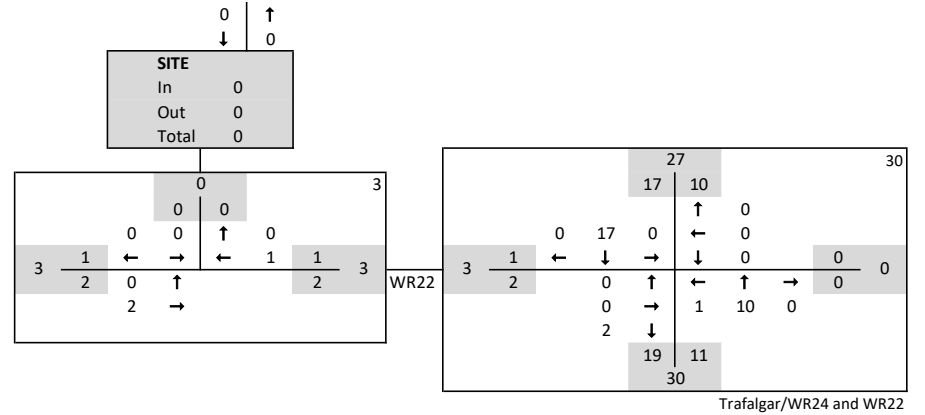 0 ↑
↓ 0
SITE
In 0
Out 0
Total 0
27 30
0 3 17 10
0 0 ↑ 0
0 0 ↑ 0 0 17 0 ← 0
3 1 ← → ← 1 1 3 3 1 ← ↓ → ↓ 0 0 0
2 0 ↑ 2 WR22 2 0 ↑ ← ↑ → 0
2 → 0 → 1 10 0
2 ↓
19 11
30
Trafalgar/WR24 and WR22